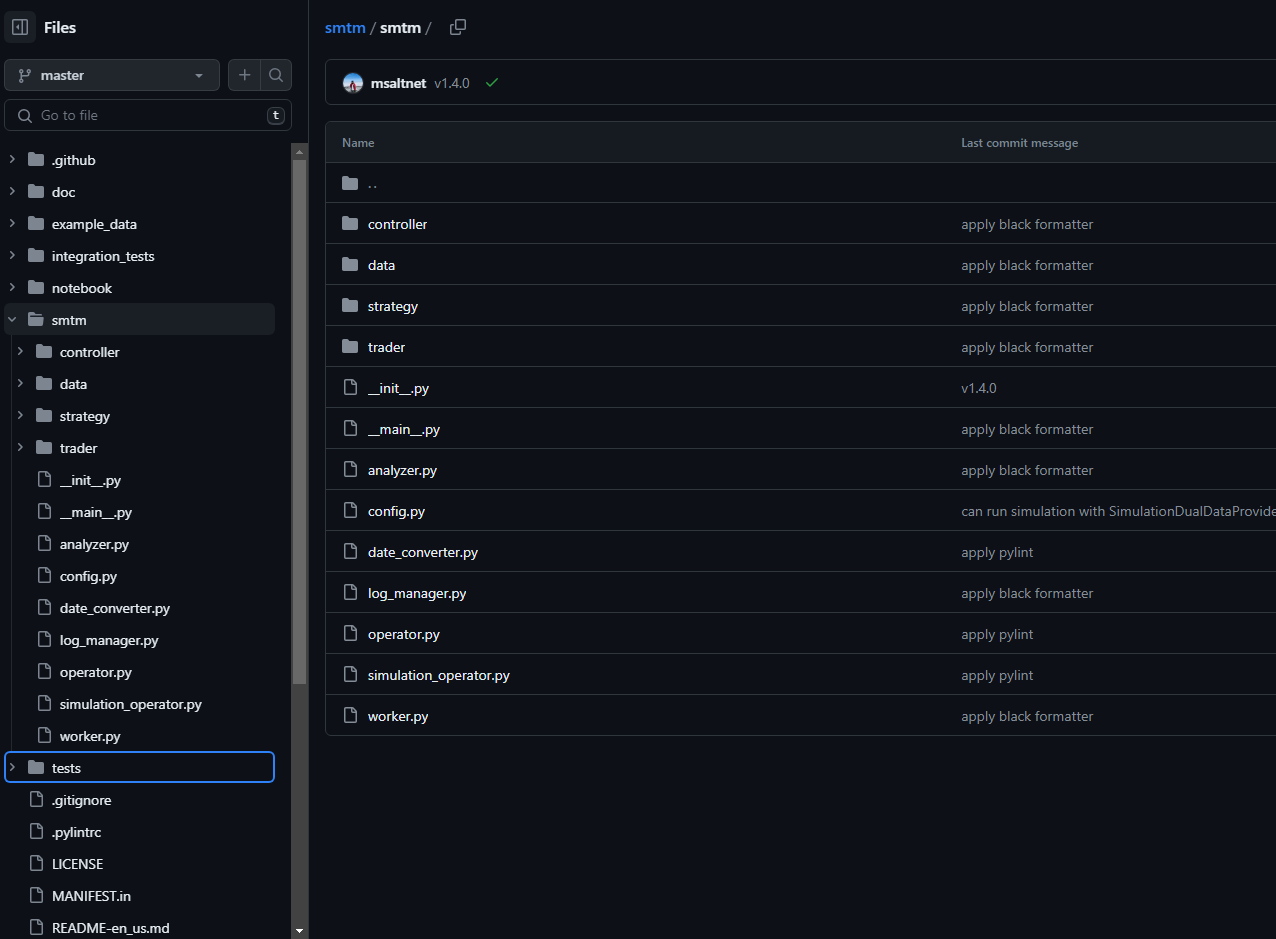 Files
master
Go to file
t
.github
doc
example_data
integration_tests
notebook
smtm
controller
data
strategy
trader
__init__.py
__main__.py
analyzer.py
config.py
date_converter.py
log_manager.py
operator.py
simulation_operator.py
worker.py
tests
.gitignore
.pylintrc
LICENSE
MANIFEST.in
README-en_us.md
smtm / smtm /
msaltnet v1.4.0
Name Last commit message
..
controller apply black formatter
data apply black formatter
strategy apply black formatter
trader apply black formatter
__init__.py v1.4.0
__main__.py apply black formatter
analyzer.py apply black formatter
config.py can run simulation with SimulationDualDataProvide
date_converter.py apply pylint
log_manager.py apply black formatter
operator.py apply pylint
simulation_operator.py apply pylint
worker.py apply black formatter